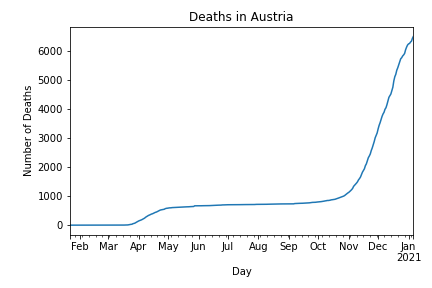 Deaths in Austria
Number of Deaths
6000
5000
4000
3000
2000
1000
0
Feb Mar Apr May Jun Jul Aug Sep Oct Nov Dec Jan
2021
Day